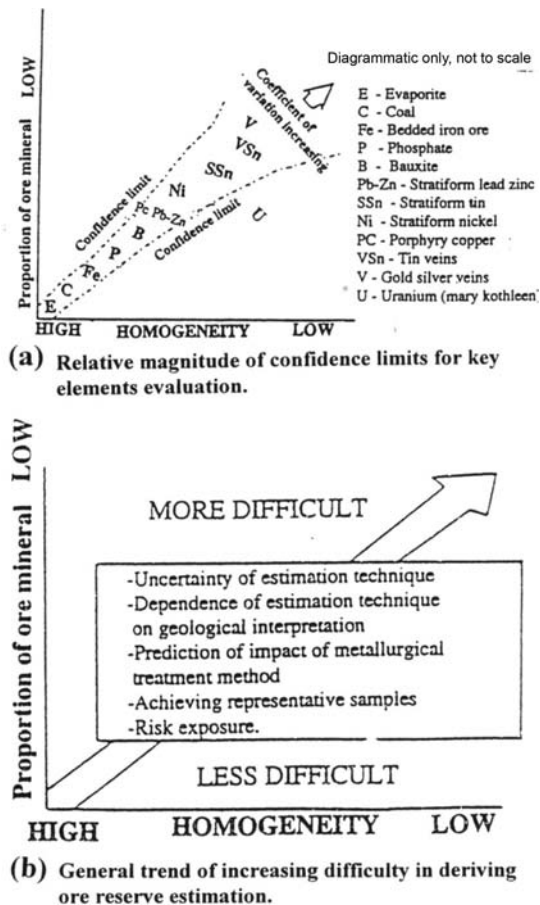 LOW
Diagrammatic only, not to scale
Coefficient of
variation increasing
E - Evaporite
C - Coal
Fe - Bedded iron ore
P - Phosphate
B - Bauxite
Pb-Zn - Stratiform lead zinc
SSn - Stratiform tin
Ni - Stratiform nickel
PC - Porphyry copper
VSn - Tin veins
V - Gold silver veins
U - Uranium (mary kothleen)
V
VSn
SSn
Ni
Pc Pb-Zn
U
B
P
Fe
C
E
Confidence limit
Confidence limit
Proportion of ore mineral
HIGH HOMOGENEITY LOW
(a) Relative magnitude of confidence limits for key
elements evaluation.
LOW
Proportion of ore mineral
MORE DIFFICULT
-Uncertainty of estimation technique
-Dependence of estimation technique
on geological interpretation
-Prediction of impact of metallurgical
treatment method
-Achieving representative samples
-Risk exposure.
LESS DIFFICULT
HIGH HOMOGENEITY LOW
(b) General trend of increasing difficulty in deriving
ore reserve estimation.